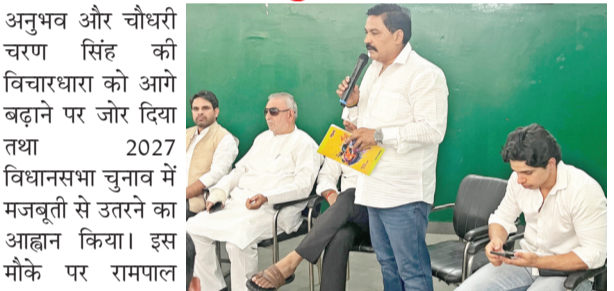 अनुभव और चौधरी
चरण सिंह की
विचारधारा को आगे
बढ़ाने पर जोर दिया
तथा 2027
विधानसभा चुनाव में
मजबूती से उतरने का
आह्वान किया। इस
मौके पर रामपाल